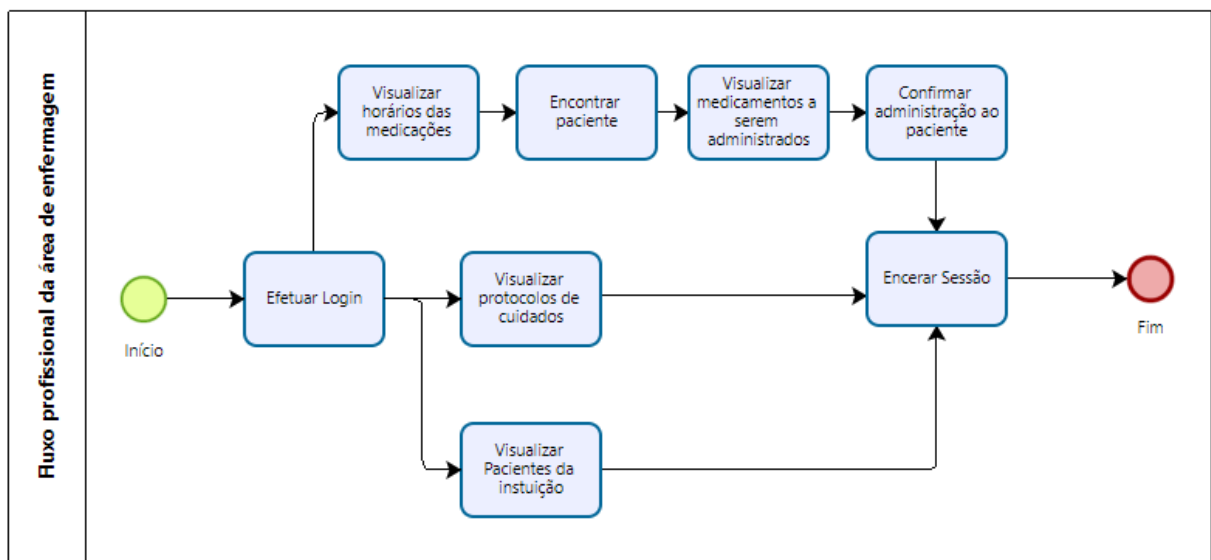 Fluxo profissional da área de enfermagem
Visualizar
horários das
medicações
Encontrar
paciente
Visualizar
medicamentos a
serem
administrados
Confirmar
administração ao
paciente
Início
Efetuar Login
Visualizar
protocolos de
cuidados
Encerar Sessão
Fim
Visualizar
Pacientes da
instuição